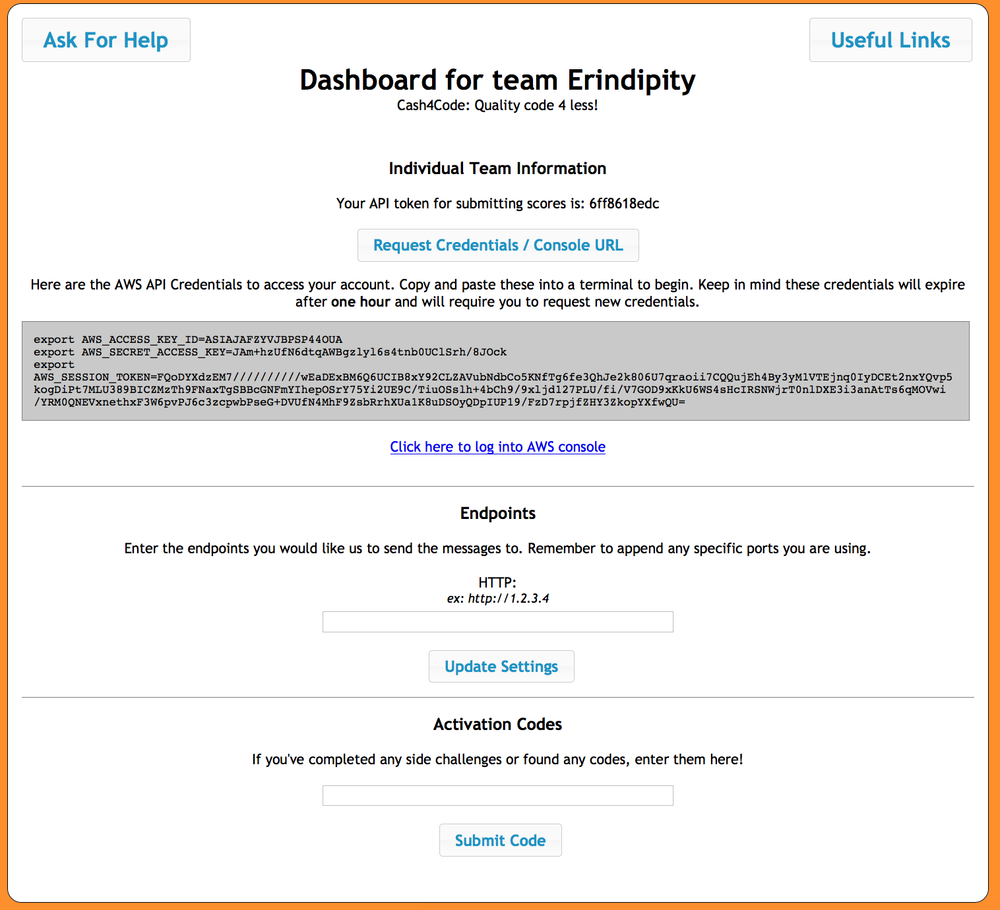 Ask For Help
Useful Links
Dashboard for team Erindipity
Cash4Code: Quality code 4 less!
Individual Team Information
Your API token for submitting scores is: 6ff8618edc
Request Credentials / Console URL
Here are the AWS API Credentials to access your account. Copy and paste these into a terminal to begin. Keep in mind these credentials will expire
after one hour and will require you to request new credentials.
export AWS_ACCESS_KEY_ID=ASIAJAFZYVJBPSP44OUA
export AWS_SECRET_ACCESS_KEY=JAm+hzUfN6dtqAWBgzlyl6s4tnb0UClSrh/8JOck
export
AWS_SESSION_TOKEN=FQoDYXdzEM7//////////wEaDExBM6Q6UCIB8xY92CLZAVubNdbCo5KNfTg6fe3QhJe2k806U7qraoii7CQQujEh4By3yM1VTEjnq0IyDCEt2nxYQvp5
kogDiPt7MLU389BICZMzTh9FNaxTgSBBcGNFmYIhepOSrY75Yi2UE9C/TiuOSslh+4bCh9/9xljd127PLU/fi/V7GOD9xKkU6WS4sHcIRSNWjrT0nlDXE3i3anAtTs6qMOVwi
/YRM0QNEVxnethxF3W6pvPJ6c3zcpwbPseG+DVUfN4MhF9ZsbRrhXUalK8uDSOyQDpIUP19/FzD7rpjfZHY3ZkopYXfwQU=
Click here to log into AWS console
Endpoints
Enter the endpoints you would like us to send the messages to. Remember to append any specific ports you are using.
HTTP:
ex: http://1.2.3.4
Update Settings
Activation Codes
If you've completed any side challenges or found any codes, enter them here!
Submit Code